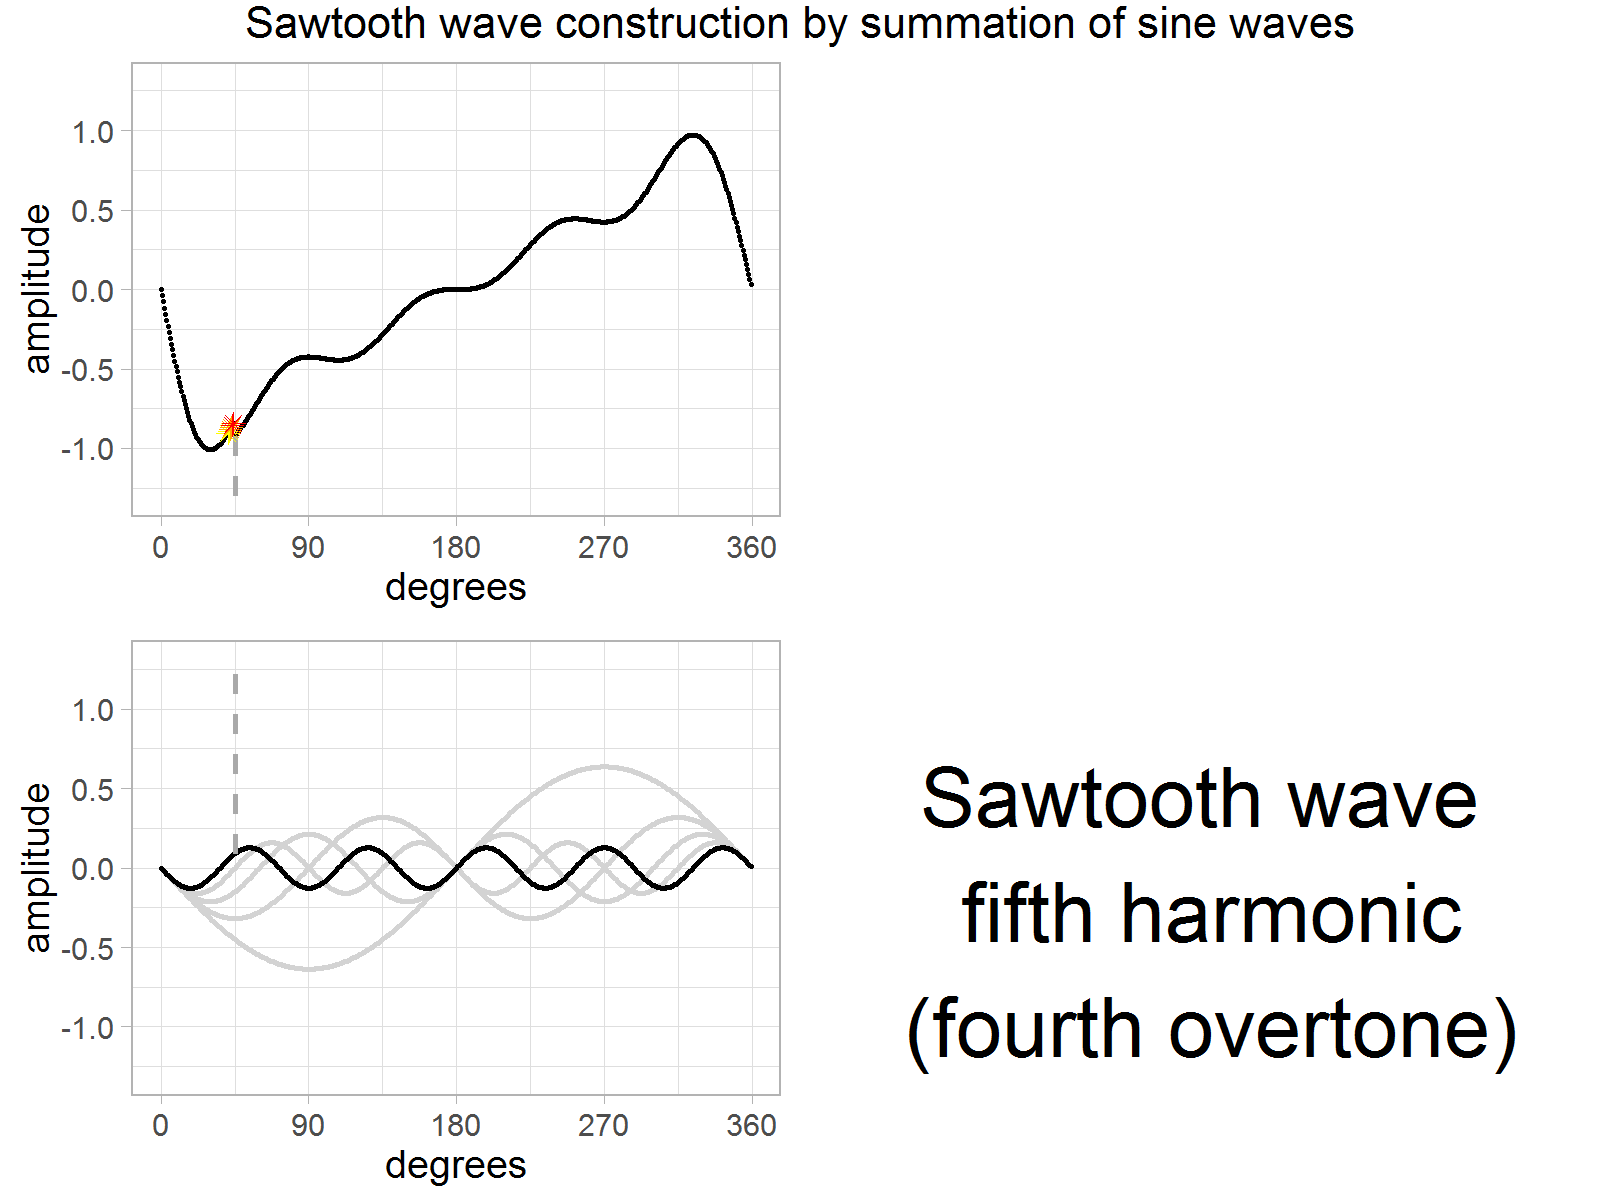 Sawtooth wave construction by summation of sine waves
amplitude
1.0
0.5
0.0
-0.5
-1.0
0 90 180 270 360
degrees
amplitude
1.0
0.5
0.0
-0.5
-1.0
0 90 180 270 360
degrees
Sawtooth wave
fifth harmonic
(fourth overtone)